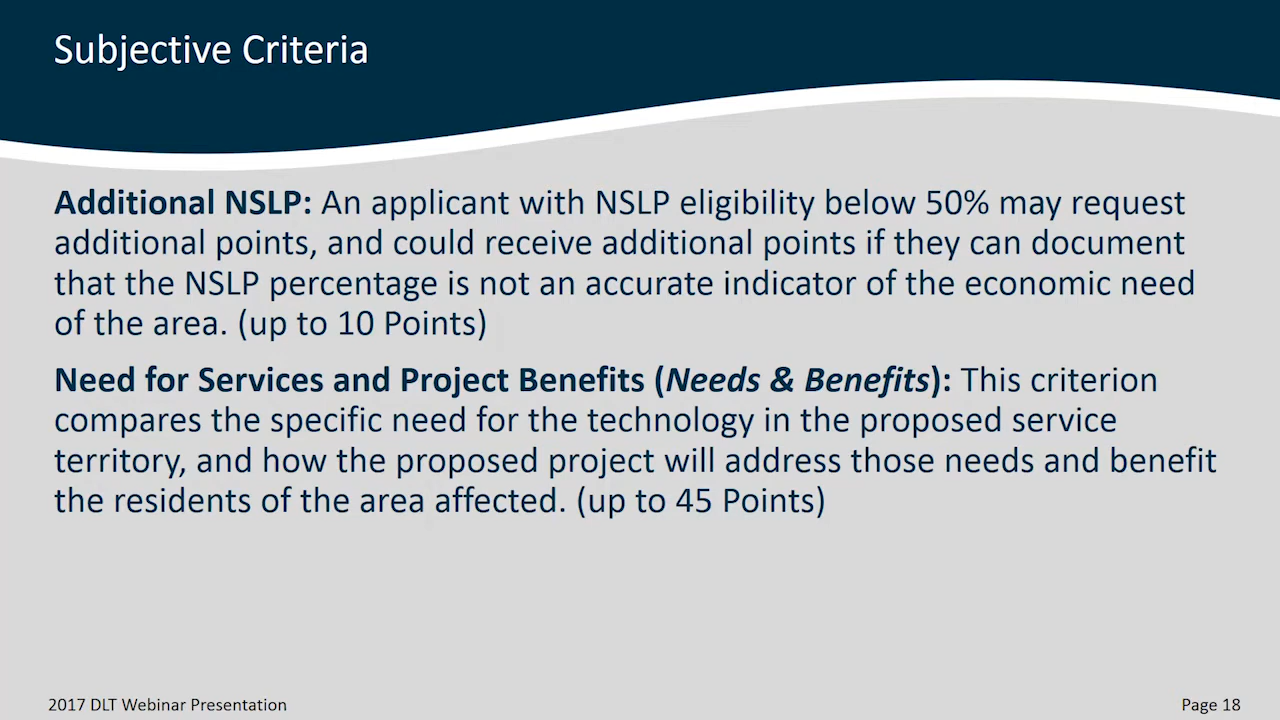 Subjective Criteria
Additional NSLP: An applicant with NSLP eligibility below 50% may request
additional points, and could receive additional points if they can document
that the NSLP percentage is not an accurate indicator of the economic need
of the area. (up to 10 Points)
Need for Services and Project Benefits (Needs & Benefits): This criterion
compares the specific need for the technology in the proposed service
territory, and how the proposed project will address those needs and benefit
the residents of the area affected. (up to 45 Points)
2017 DLT Webinar Presentation
Page 18